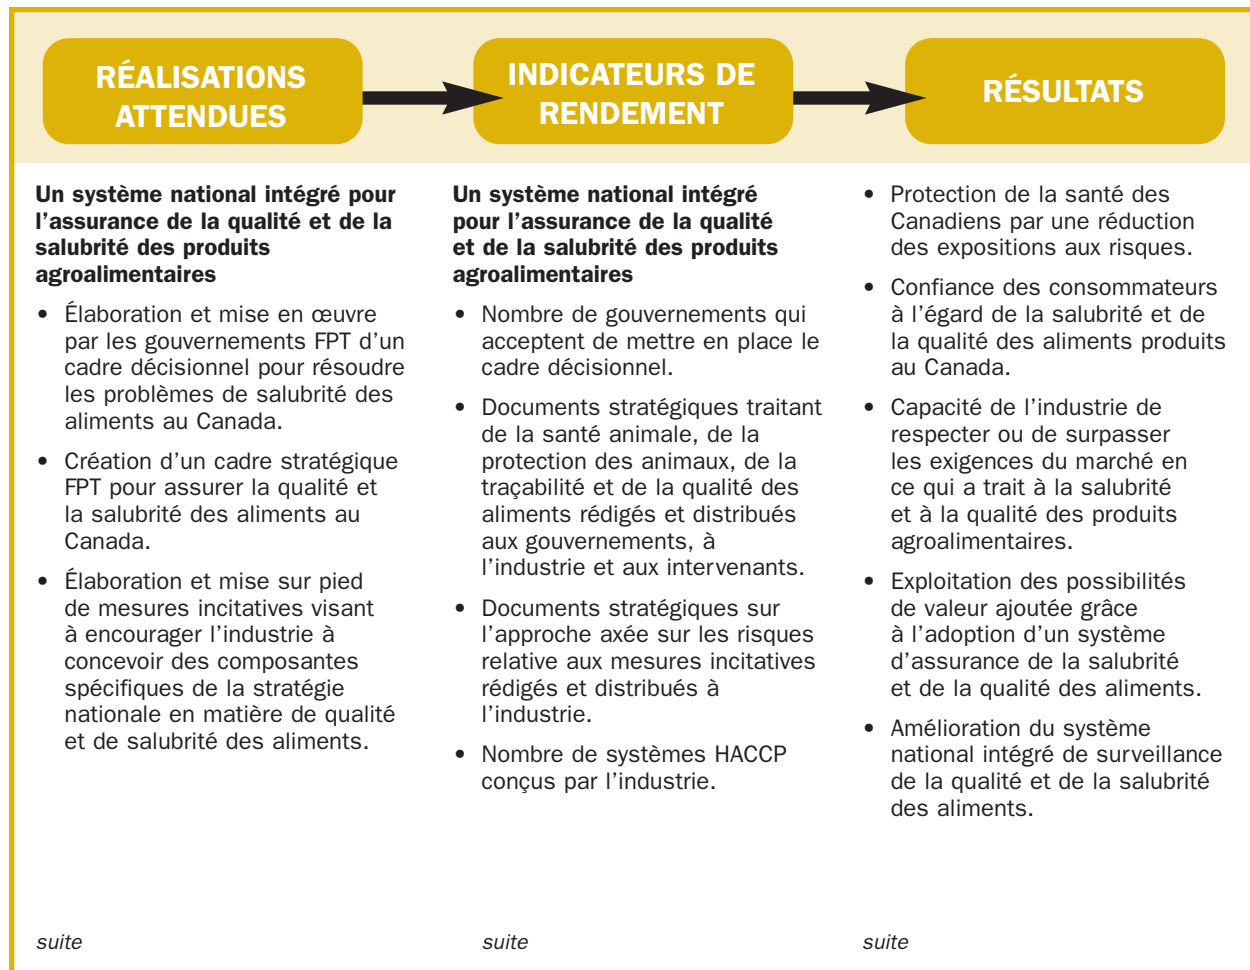 RÉALISATIONS
ATTENDUES
INDICATEURS DE
RENDEMENT
RÉSULTATS
Un système national intégré pour
l’assurance de la qualité et de la
salubrité des produits
agroalimentaires
• Élaboration et mise en œuvre
par les gouvernements FPT d’un
cadre décisionnel pour résoudre
les problèmes de salubrité des
aliments au Canada.
• Création d’un cadre stratégique
FPT pour assurer la qualité et
la salubrité des aliments au
Canada.
• Élaboration et mise sur pied
de mesures incitatives visant
à encourager l’industrie à
concevoir des composantes
spécifiques de la stratégie
nationale en matière de qualité
et de salubrité des aliments.
suite
Un système national intégré
pour l’assurance de la qualité
et de la salubrité des produits
agroalimentaires
• Nombre de gouvernements qui
acceptent de mettre en place le
cadre décisionnel.
• Documents stratégiques traitant
de la santé animale, de la
protection des animaux, de la
traçabilité et de la qualité des
aliments rédigés et distribués
aux gouvernements, à
l’industrie et aux intervenants.
• Documents stratégiques sur
l’approche axée sur les risques
relative aux mesures incitatives
rédigés et distribués à
l’industrie.
• Nombre de systèmes HACCP
conçus par l’industrie.
suite
• Protection de la santé des
Canadiens par une réduction
des expositions aux risques.
• Confiance des consommateurs
à l’égard de la salubrité et de
la qualité des aliments produits
au Canada.
• Capacité de l’industrie de
respecter ou de surpasser
les exigences du marché en
ce qui a trait à la salubrité
et à la qualité des produits
agroalimentaires.
• Exploitation des possibilités
de valeur ajoutée grâce
à l’adoption d’un système
d’assurance de la salubrité
et de la qualité des aliments.
• Amélioration du système
national intégré de surveillance
de la qualité et de la salubrité
des aliments.
suite